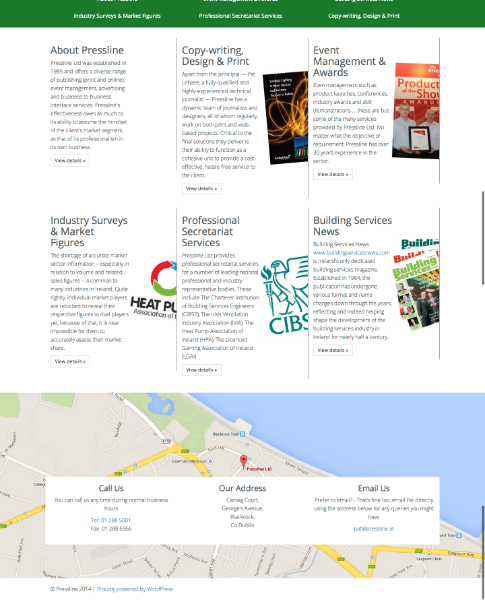 Industry Surveys & Market Figures
Professional Secretariat Services
Copy-writing, Design & Print
About Pressline
Pressline Ltd was established in
1985 and offers a diverse range
of publishing (print and online),
event management, advertising
and business-to-business
interface services. Pressline's
effectiveness owes as much to
its ability to assume the mindset
of the client's market segment,
as that of its professionalism in
its own business.
View details »
Copy-writing,
Design & Print
Apart from the principal — Pat
Lehane, a fully-qualified and
highly-experienced technical
journalist — Pressline has a
dynamic team of journalists and
designers, all of whom regularly
work on both print and web-
based projects. Critical to the
final solutions they deliver is
their ability to function as a
cohesive unit to provide a cost-
effective, hassle-free service to
the client.
View details »
Event
Management &
Awards
Even management such as
product launches, conferences,
industry awards and skill
demonstrations ... these are but
some of the many services
provided by Pressline Ltd. No
matter what the objective or
requirement, Pressline has over
30 years experience in the
sector.
View details »
Product
of the Show
AWARDS
Industry Surveys
& Market
Figures
The shortage of accurate market
sector information – especially in
relation to volume and related
sales figures – is common to
many industries in Ireland. Quite
rightly, individual market players
are reluctant to reveal their
respective figures to rival players
yet, because of that, it is near
impossible for them to
accurately assess their market
share.
View details »
HEAT PU
Association of I
Professional
Secretariat
Services
Pressline Ltd provides
professional secretariat services
for a number of leading national
professional and industry
representative bodies. These
include The Charterter Institution
of Building Services Engineers
(CIBSE), The Irish Ventilation
Industry Association (IVIA), The
Heat Pump Association of
Ireland (HPA), The Licenced
Gaming Association of Ireland
(LGAI)
View details »
CIBS
Building Services
News
Building Services News
www.buildingservicesnews.com
is Ireland's only dedicated
building services magazine.
Established in 1964, the
publication has undergone
various format and name
changes down through the years
reflecting and indeed helping
shape the development of the
building services industry in
Ireland for nearly half a century.
View details »
Building
Pressline Ltd
Call Us
You can call us any time during normal business
hours
Tel: 01 288 5001
Fax: 01 288 6966
Our Address
Carraig Court,
George's Avenue,
Blackrock,
Co Dublin
Email Us
Prefer to email? - That's fine too, email Pat directly
using the address below for any queries you might
have
pat@pressline.ie
© Pressline 2014 | Proudly powered by WordPress